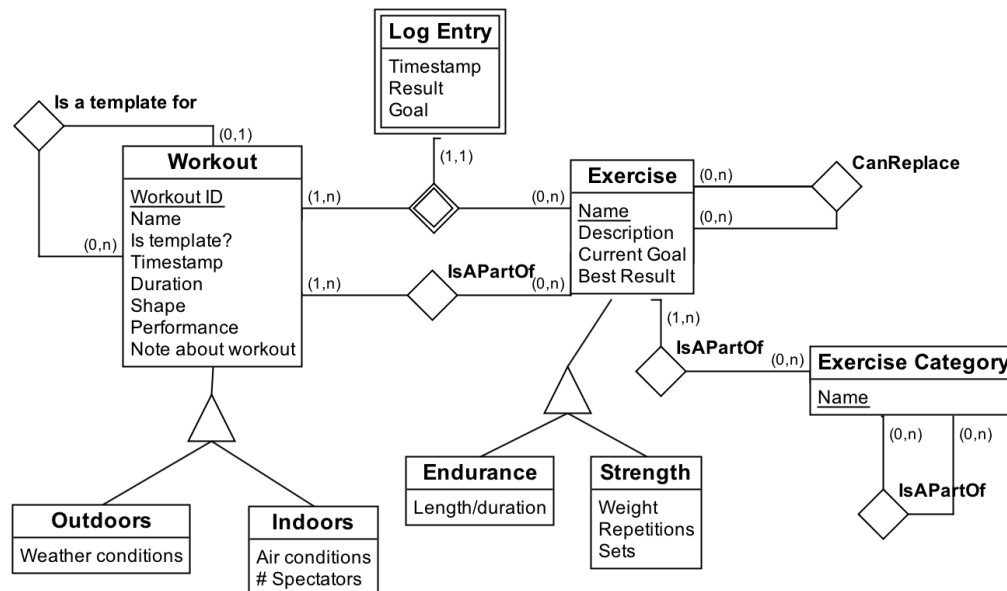 Log Entry
Timestamp
Result
Goal
Is a template for
(0,1)
(1,1)
Workout
Workout ID
Name
Is template?
Timestamp
Duration
Shape
Performance
Note about workout
(0,n)
(1,n)
(0,n)
(1,n)
IsAPartOf
(0,n)
Exercise
Name
Description
Current Goal
Best Result
(0,n)
(0,n)
CanReplace
(1,n)
IsAPartOf
(0,n)
Exercise Category
Name
(0,n)
(0,n)
IsAPartOf
Endurance
Length/duration
Strength
Weight
Repetitions
Sets
Outdoors
Weather conditions
Indoors
Air conditions
# Spectators